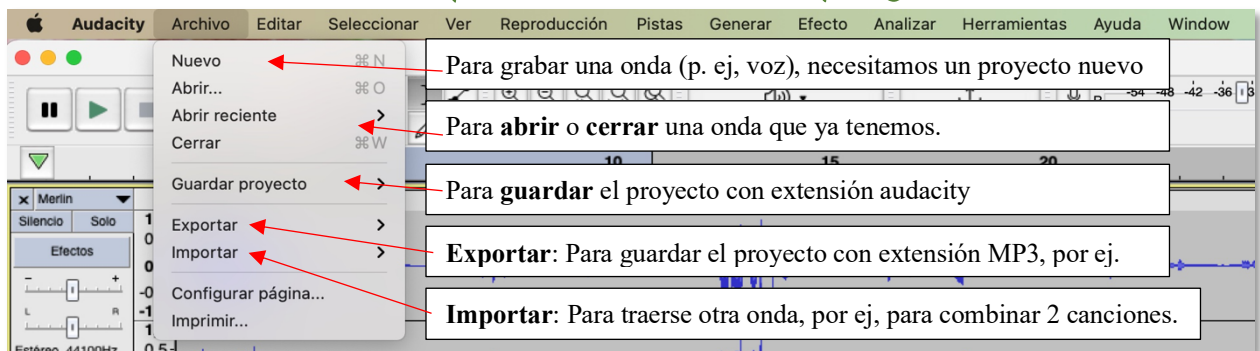 Audacity Archivo Editar Seleccionar Ver Reproducción Pistas Generar Efecto Analizar Herramientas Ayuda Window
Nuevo ⌘ N
Abrir... ⌘ O
Abrir reciente >
Cerrar ⌘ W
Guardar proyecto >
Exportar >
Importar >
Configurar página...
Imprimir...
Para grabar una onda (p. ej, voz), necesitamos un proyecto nuevo
Para abrir o cerrar una onda que ya tenemos.
Para guardar el proyecto con extensión audacity
Exportar: Para guardar el proyecto con extensión MP3, por ej.
Importar: Para traerse otra onda, por ej, para combinar 2 canciones.
-54 -48 -42 -36
10 15 20
Merlin
Silencio Solo
Efectos
- +
L R
Estéreo, 44100Hz